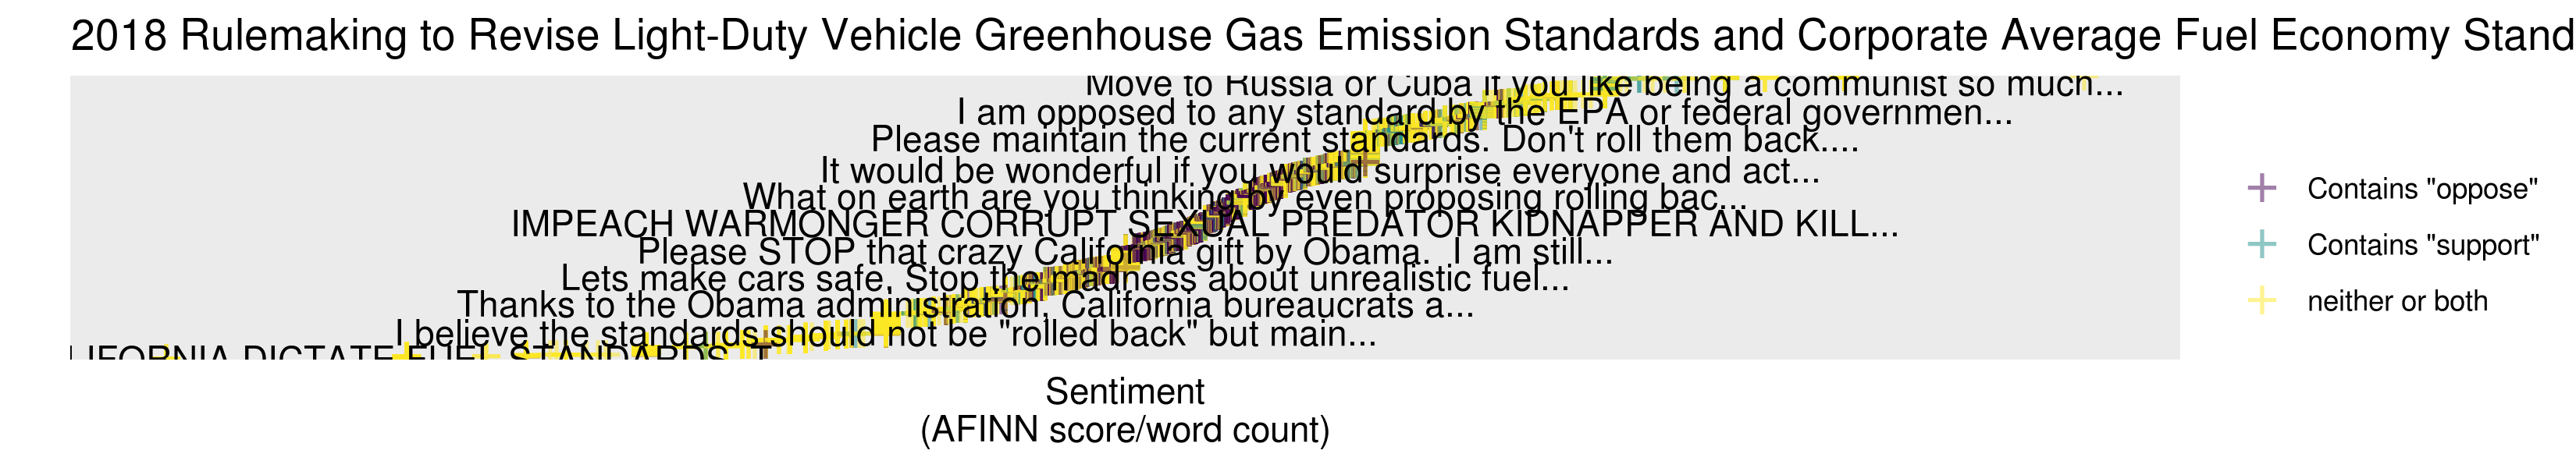 2018 Rulemaking to Revise Light-Duty Vehicle Greenhouse Gas Emission Standards and Corporate Average Fuel Economy Stand
Move to Russia or Cuba if you like being a communist so much...
I am opposed to any standard by the EPA or federal governmen...
Please maintain the current standards. Don't roll them back....
It would be wonderful if you would surprise everyone and act...
What on earth are you thinking by even proposing rolling bac...
IMPEACH WARMONGER CORRUPT SEXUAL PREDATOR KIDNAPPER AND KILL...
Please STOP that crazy California gift by Obama.  I am still...
Lets make cars safe, Stop the madness about unrealistic fuel...
Thanks to the Obama administration, California bureaucrats a...
I believe the standards should not be "rolled back" but main...
LIFORNIA DICTATE FUEL STANDARDS. T
Contains "oppose"
Contains "support"
neither or both
Sentiment
(AFINN score/word count)